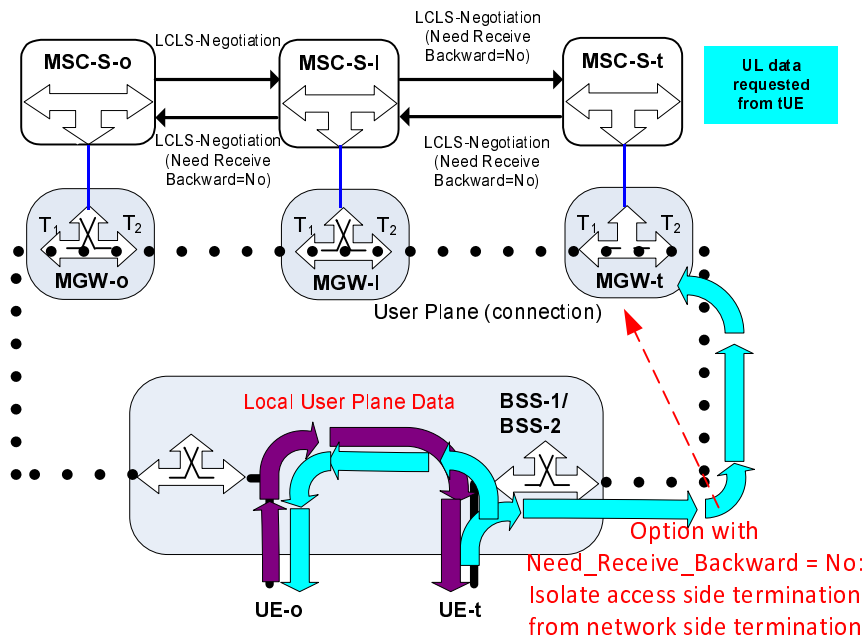 LCLS-Negotiation
LCLS-Negotiation
(Need Receive
Backward=No)
MSC-S-o
MSC-S-l
MSC-S-t
UL data
requested
from tUE
LCLS-Negotiation
(Need Receive
Backward=No)
LCLS-Negotiation
(Need Receive
Backward=No)
T1
T2
T1
T2
T1
T2
MGW-o
MGW-l
MGW-t
User Plane (connection)
Local User Plane Data
BSS-1/
BSS-2
Option with
Need_Receive_Backward = No:
Isolate access side termination
from network side termination
UE-o
UE-t